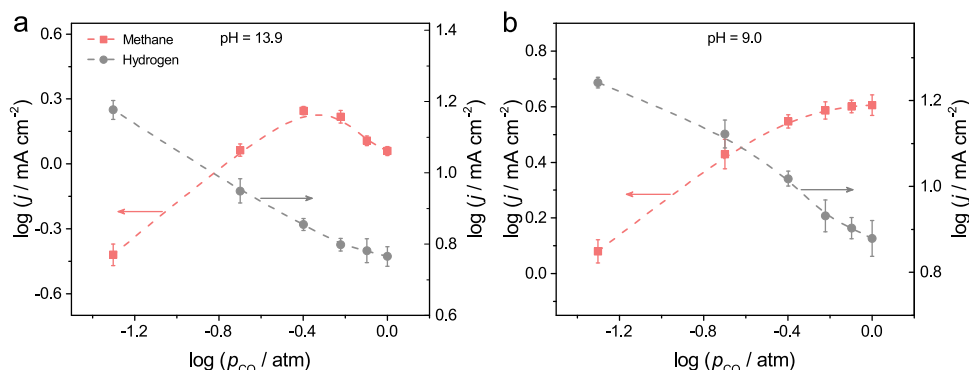 a
pH = 13.9
Methane
Hydrogen
log (j / mA cm-2)
0.6
0.3
0.0
-0.3
-0.6
1.4
1.2
1.0
0.8
0.6
log (j / mA cm-2)
-1.2
-0.8
-0.4
0.0
log (pCO / atm)
b
pH = 9.0
log (j / mA cm-2)
0.8
0.6
0.4
0.2
0.0
1.2
1.0
0.8
log (j / mA cm-2)
-1.2
-0.8
-0.4
0.0
log (pCO / atm)